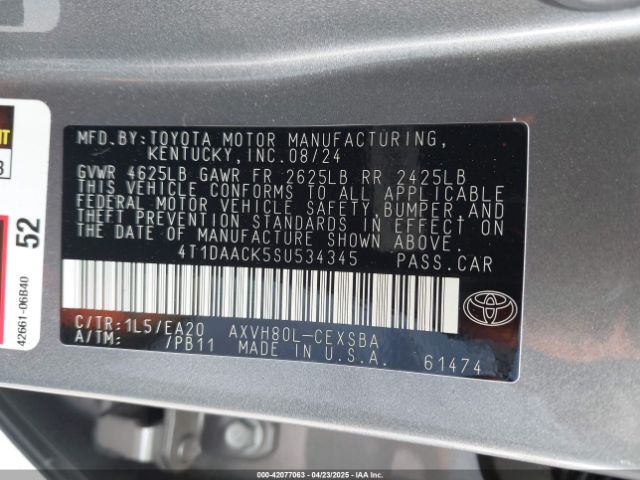 MFD.BY:TOYOTA MOTOR MANUFACTURING,
KENTUCKY,INC.08/24
GVWR 4625LB GAWR FR 2625LB RR 2425LB
THIS VEHICLE CONFORMS TO ALL APPLICABLE
FEDERAL MOTOR VEHICLE SAFETY,BUMPER,AND
THEFT PREVENTION STANDARDS IN EFFECT ON
THE DATE OF MANUFACTURE SHOWN ABOVE.
4T1DAACK5SU534345 PASS.CAR
C/TR:1L5/EA20 AXVH80L-CEXSBA
A/TM: /PB11 MADE IN U.S.A. 61474
52
42661-06B40
000-42077063 - 04/23/2025 - IAAI.COM